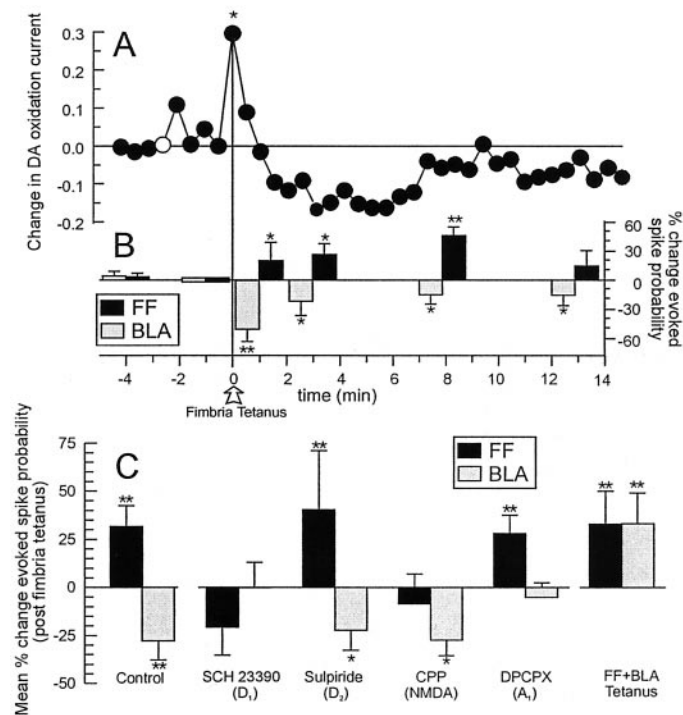 A
Change in DA oxidation current
0.3
0.2
0.1
0.0
-0.1
-0.2
*
B
% change evoked
spike probability
60
30
0
-30
-60
* * **
** * * *
FF
BLA
-4 -2 0 2 4 6 8 10 12 14
time (min)
Fimbria Tetanus
C
Mean % change evoked spike probability
(post fimbria tetanus)
75
50
25
0
-25
-50
FF
BLA
** ** ** ** **
** * *
Control SCH 23390 Sulpiride CPP DPCPX FF+BLA
(D₁) (D₂) (NMDA) (A₁) Tetanus